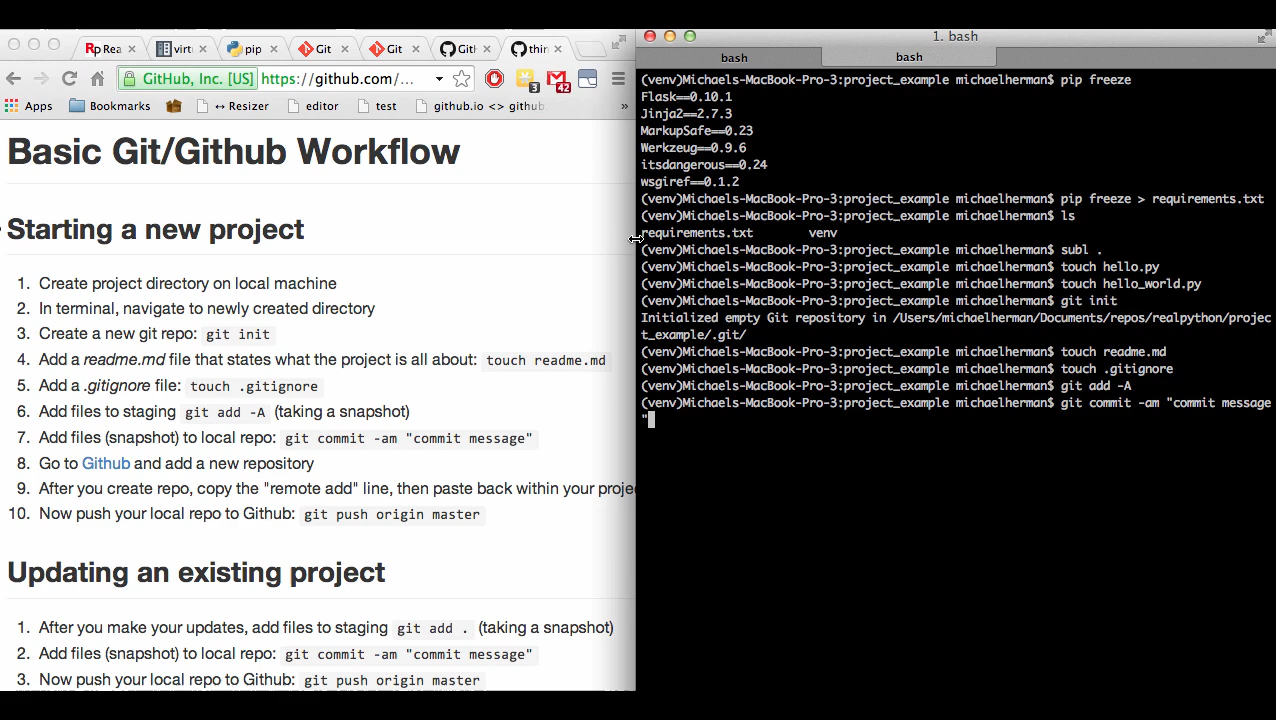 Rp Rea
virtu
pip
Git
Git
Gitl
thin
GitHub, Inc. [US] https://github.com/...
3
42
Apps
Bookmarks
↔ Resizer
editor
test
github.io <> github
»
Basic Git/Github Workflow
Starting a new project
1. Create project directory on local machine
2. In terminal, navigate to newly created directory
3. Create a new git repo: git init
4. Add a readme.md file that states what the project is all about: touch readme.md
5. Add a .gitignore file: touch .gitignore
6. Add files to staging git add -A (taking a snapshot)
7. Add files (snapshot) to local repo: git commit -am "commit message"
8. Go to Github and add a new repository
9. After you create repo, copy the "remote add" line, then paste back within your proje
10. Now push your local repo to Github: git push origin master
Updating an existing project
1. After you make your updates, add files to staging git add . (taking a snapshot)
2. Add files (snapshot) to local repo: git commit -am "commit message"
3. Now push your local repo to Github: git push origin master
1. bash
bash
bash
(venv)Michaels-MacBook-Pro-3:project_example michaelherman$ pip freeze
Flask==0.10.1
Jinja2==2.7.3
MarkupSafe==0.23
Werkzeug==0.9.6
itsdangerous==0.24
wsgiref==0.1.2
(venv)Michaels-MacBook-Pro-3:project_example michaelherman$ pip freeze > requirements.txt
(venv)Michaels-MacBook-Pro-3:project_example michaelherman$ ls
requirements.txt venv
(venv)Michaels-MacBook-Pro-3:project_example michaelherman$ subl .
(venv)Michaels-MacBook-Pro-3:project_example michaelherman$ touch hello.py
(venv)Michaels-MacBook-Pro-3:project_example michaelherman$ touch hello_world.py
(venv)Michaels-MacBook-Pro-3:project_example michaelherman$ git init
Initialized empty Git repository in /Users/michaelherman/Documents/repos/realpython/projec
t_example/.git/
(venv)Michaels-MacBook-Pro-3:project_example michaelherman$ touch readme.md
(venv)Michaels-MacBook-Pro-3:project_example michaelherman$ touch .gitignore
(venv)Michaels-MacBook-Pro-3:project_example michaelherman$ git add -A
(venv)Michaels-MacBook-Pro-3:project_example michaelherman$ git commit -am "commit message
"